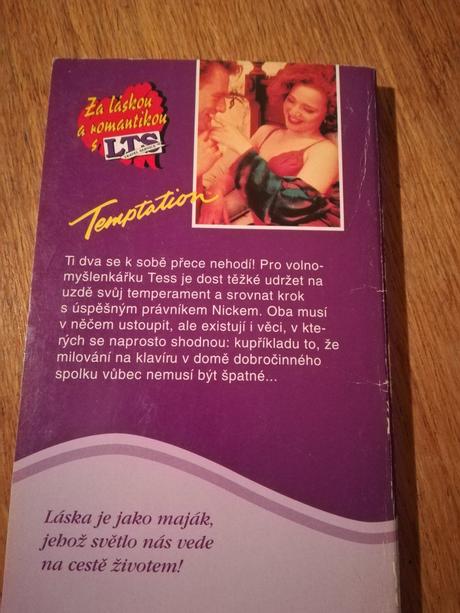 Za láskou
a romantikou
s LTS
Temptation
Ti dva se k sobě přece nehodí! Pro volno-
myšlenkářku Tess je dost těžké udržet na
uzdě svůj temperament a srovnat krok
s úspěšným právníkem Nickem. Oba musí
v něčem ustoupit, ale existují i věci, v kte-
rých se naprosto shodnou: kupříkladu to, že
milování na klavíru v domě dobročinného
spolku vůbec nemusí být špatné...
Láska je jako maják,
jehož světlo nás vede
na cestě životem!